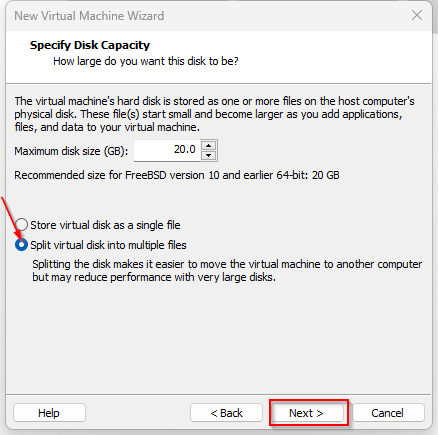 New Virtual Machine Wizard
Specify Disk Capacity
How large do you want this disk to be?
The virtual machine's hard disk is stored as one or more files on the host computer's
physical disk. These file(s) start small and become larger as you add applications,
files, and data to your virtual machine.
Maximum disk size (GB): 20.0
Recommended size for FreeBSD version 10 and earlier 64-bit: 20 GB
Store virtual disk as a single file
Split virtual disk into multiple files
Splitting the disk makes it easier to move the virtual machine to another computer
but may reduce performance with very large disks.
Help < Back Next > Cancel